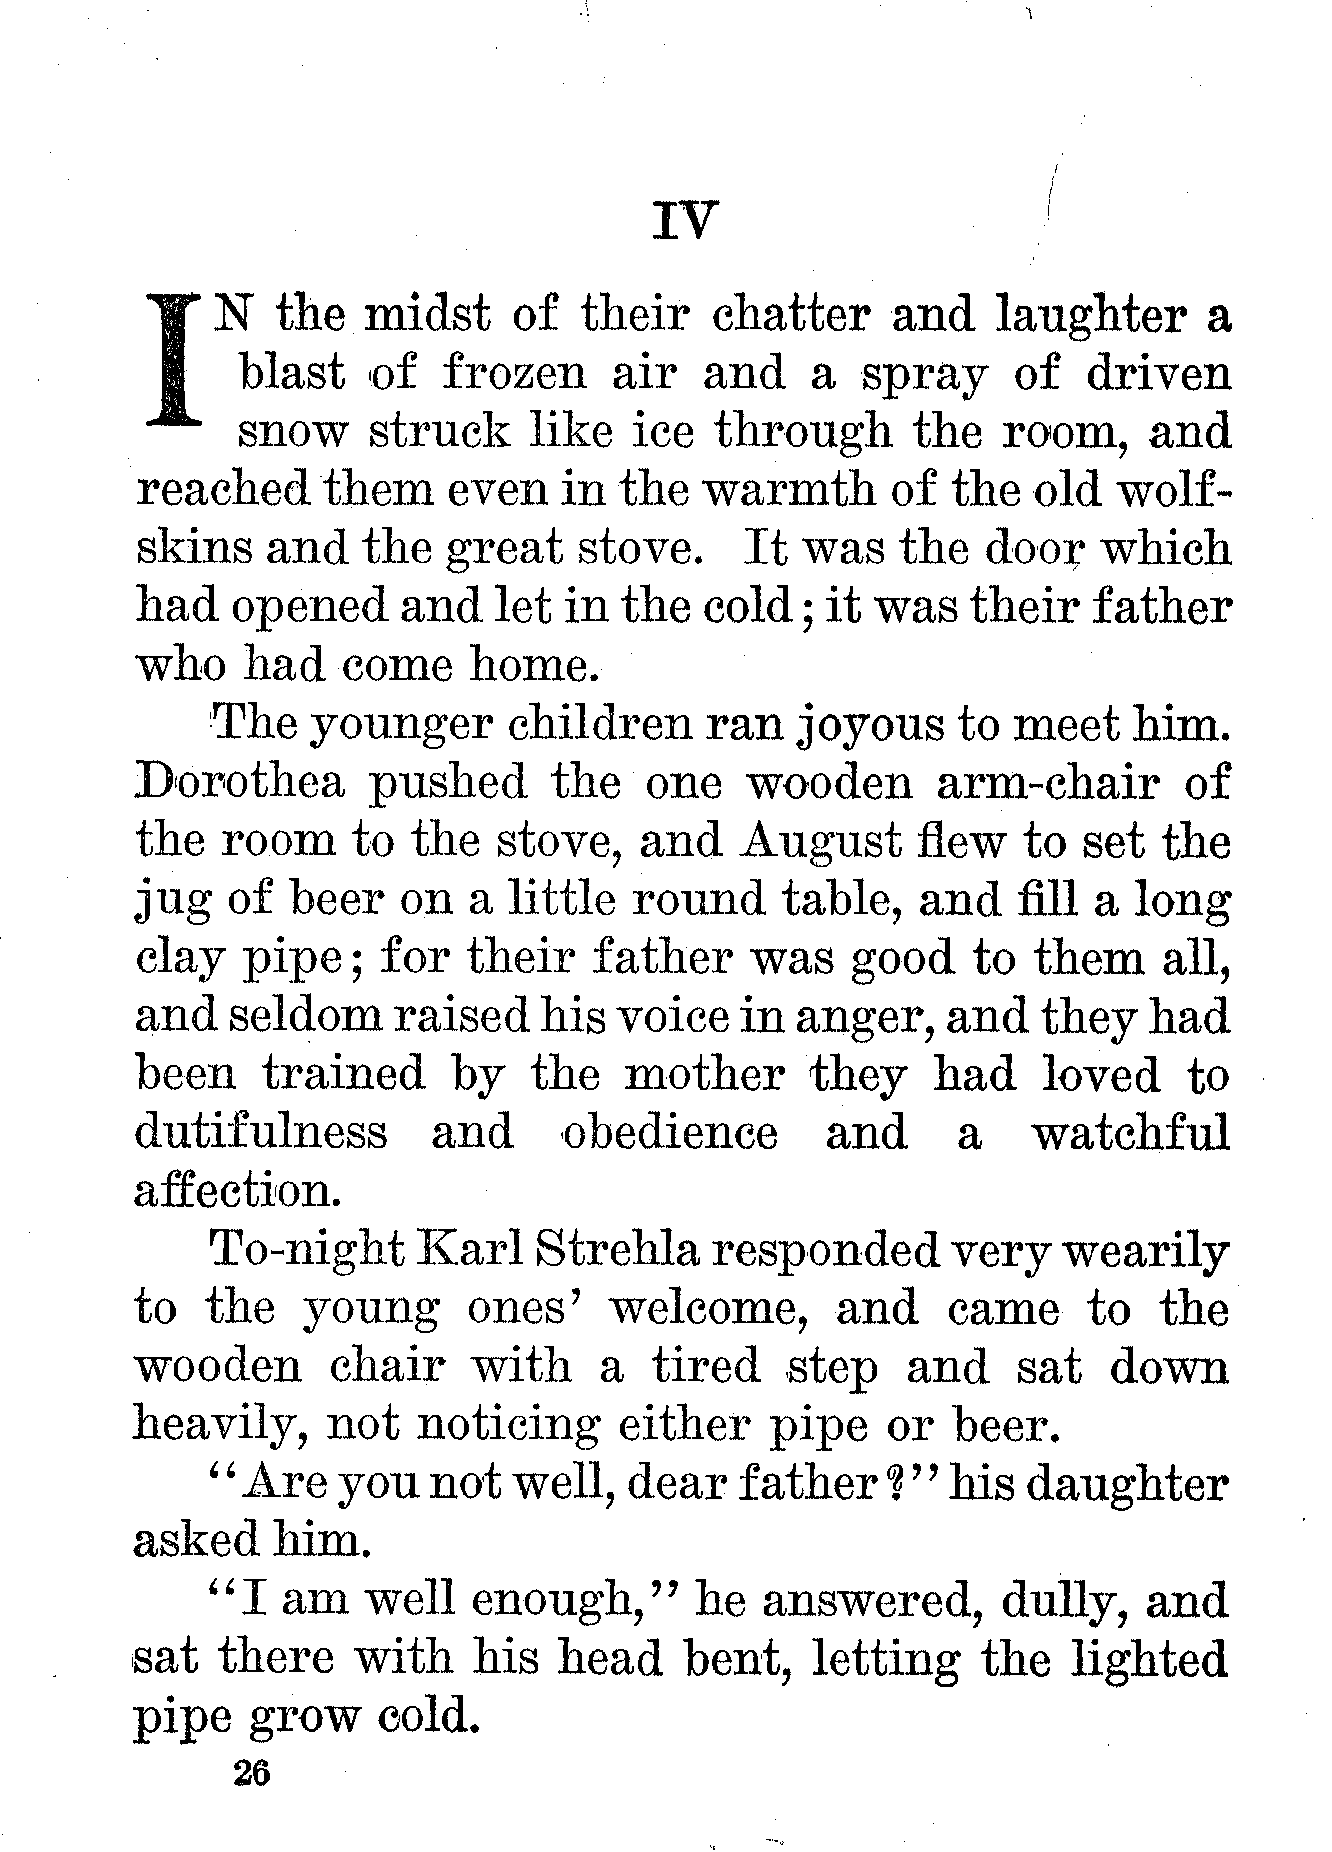 IV
IN the midst of their chatter and laughter a
blast of frozen air and a spray of driven
snow struck like ice through the room, and
reached them even in the warmth of the old wolf-
skins and the great stove. It was the door which
had opened and let in the cold; it was their father
who had come home.
The younger children ran joyous to meet him.
Dorothea pushed the one wooden arm-chair of
the room to the stove, and August flew to set the
jug of beer on a little round table, and fill a long
clay pipe; for their father was good to them all,
and seldom raised his voice in anger, and they had
been trained by the mother they had loved to
dutifulness and obedience and a watchful
affection.
To-night Karl Strehla responded very wearily
to the young ones' welcome, and came to the
wooden chair with a tired step and sat down
heavily, not noticing either pipe or beer.
"Are you not well, dear father?" his daughter
asked him.
"I am well enough," he answered, dully, and
sat there with his head bent, letting the lighted
pipe grow cold.
26